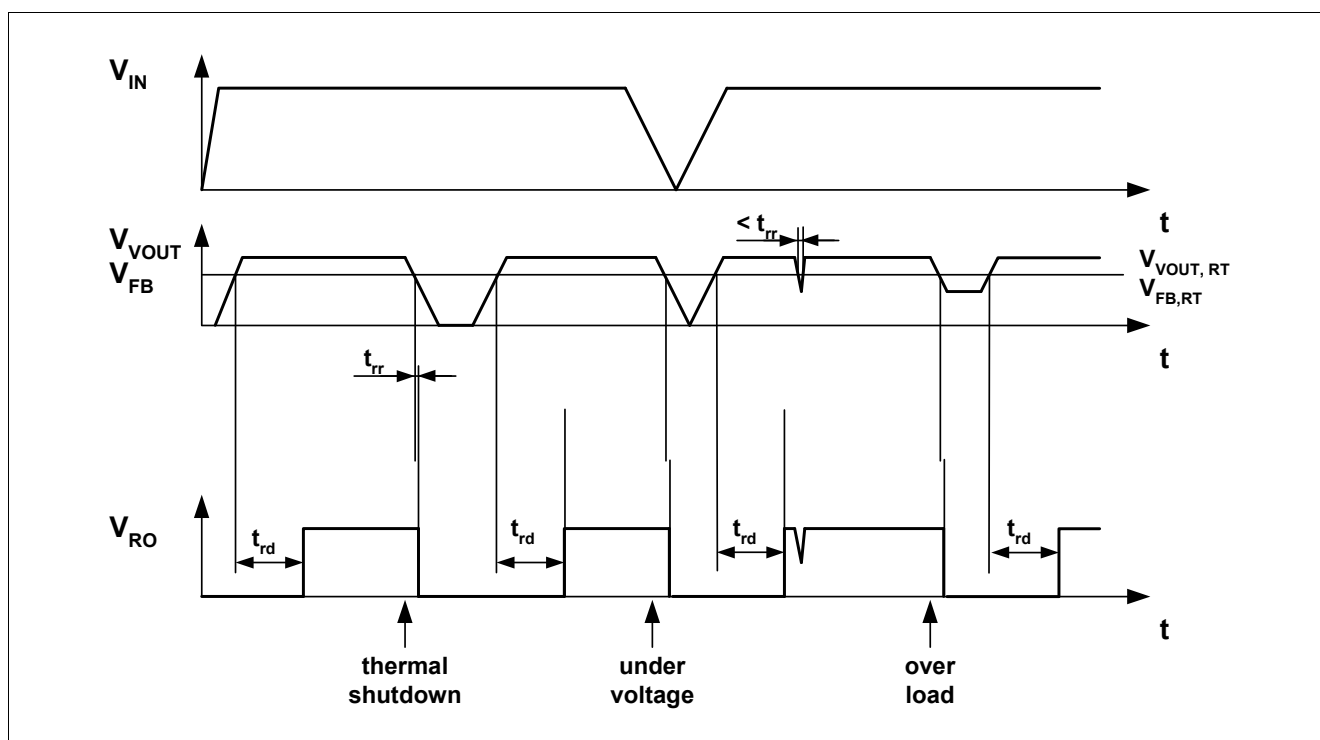 V_IN
t
< t_rr
V_VOUT
V_FB
V_VOUT, RT
V_FB,RT
t
t_rr
V_RO
t_rd
t_rd
t_rd
t_rd
t
thermal
shutdown
under
voltage
over
load